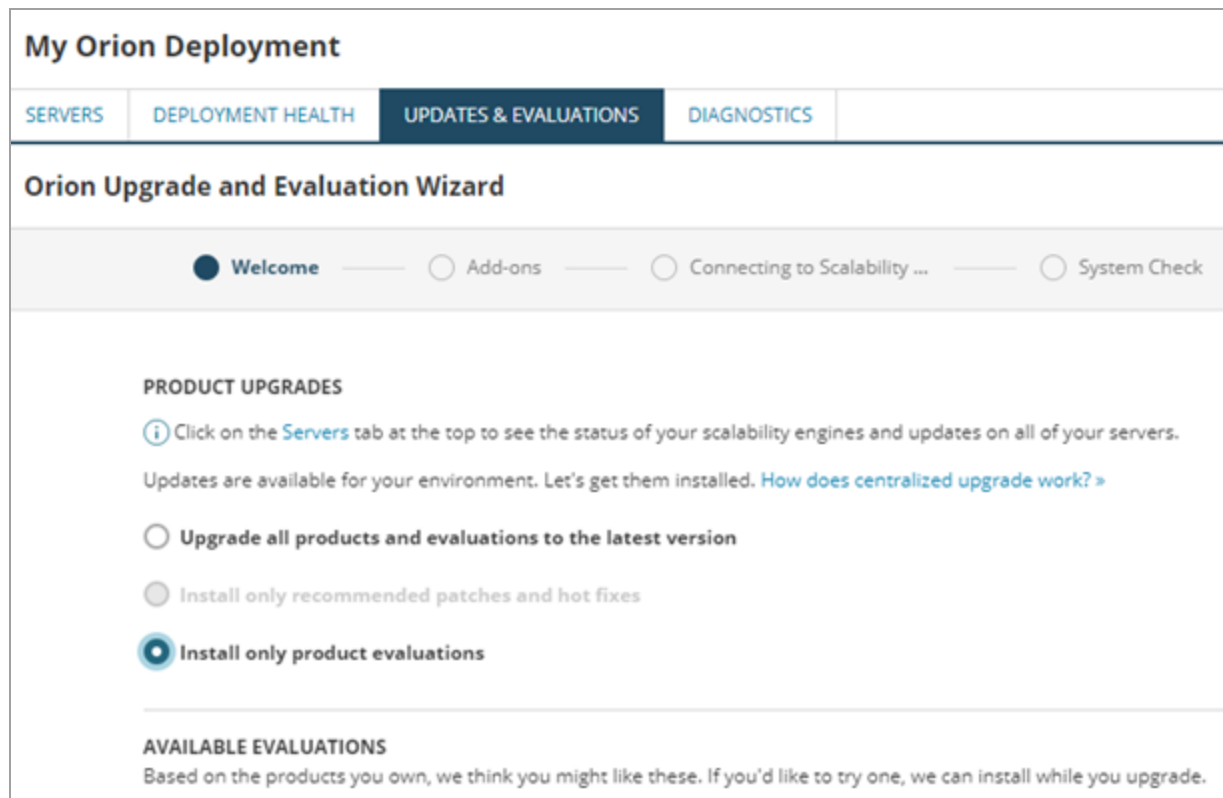 My Orion Deployment
SERVERS DEPLOYMENT HEALTH UPDATES & EVALUATIONS DIAGNOSTICS
Orion Upgrade and Evaluation Wizard
Welcome Add-ons Connecting to Scalability ... System Check
PRODUCT UPGRADES
Click on the Servers tab at the top to see the status of your scalability engines and updates on all of your servers.
Updates are available for your environment. Let's get them installed. How does centralized upgrade work? »
Upgrade all products and evaluations to the latest version
Install only recommended patches and hot fixes
Install only product evaluations
AVAILABLE EVALUATIONS
Based on the products you own, we think you might like these. If you'd like to try one, we can install while you upgrade.